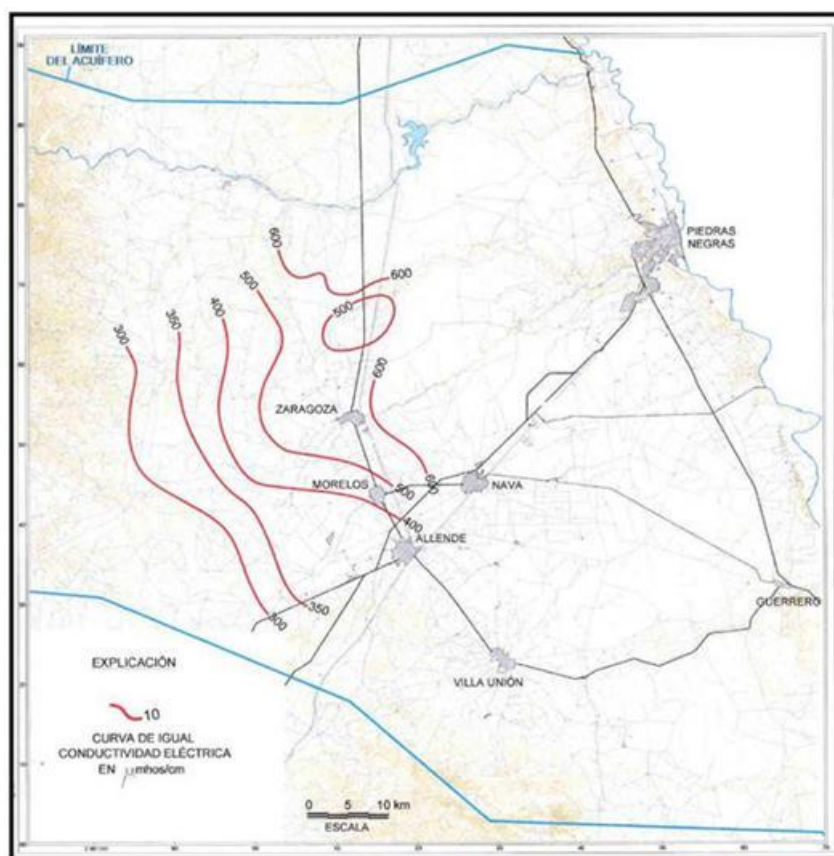 LÍMITE
DEL ACUÍFERO
PIEDRAS
NEGRAS
600
600
500
500
400
350
300
600
ZARAGOZA
MORELOS
500
600
NAVA
400
ALLENDE
350
300
GUERRERO
VILLA UNIÓN
EXPLICACIÓN
10
CURVA DE IGUAL
CONDUCTIVIDAD ELÉCTRICA
EN µmhos/cm
0 5 10 km
ESCALA